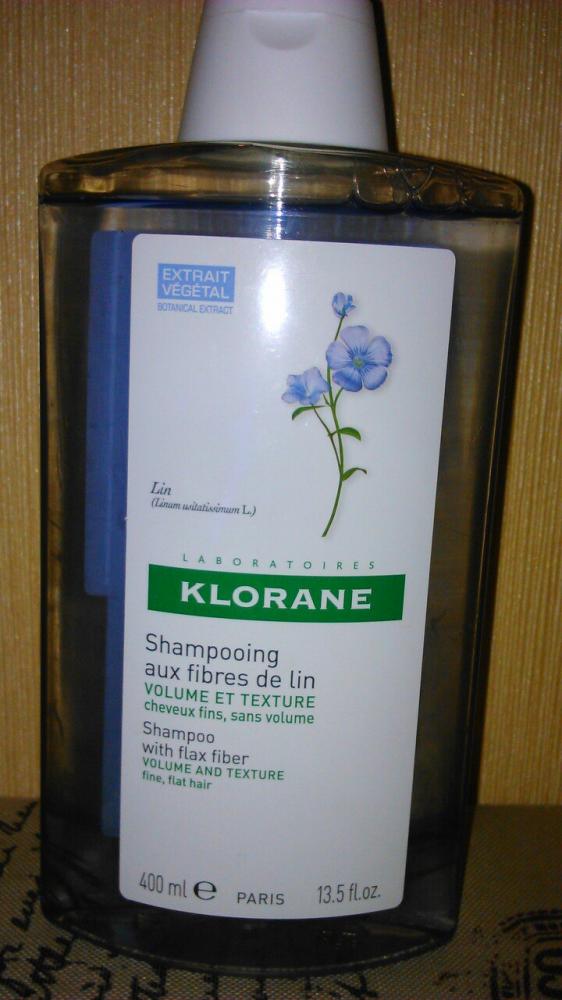 EXTRAIT
VÉGÉTAL
BOTANICAL EXTRACT
Lin
(Linum usitatissimum L.)
LABORATOIRES
KLORANE
Shampooing
aux fibres de lin
VOLUME ET TEXTURE
cheveux fins, sans volume
Shampoo
with flax fiber
VOLUME AND TEXTURE
fine, flat hair
400 ml e PARIS 13.5 fl.oz.